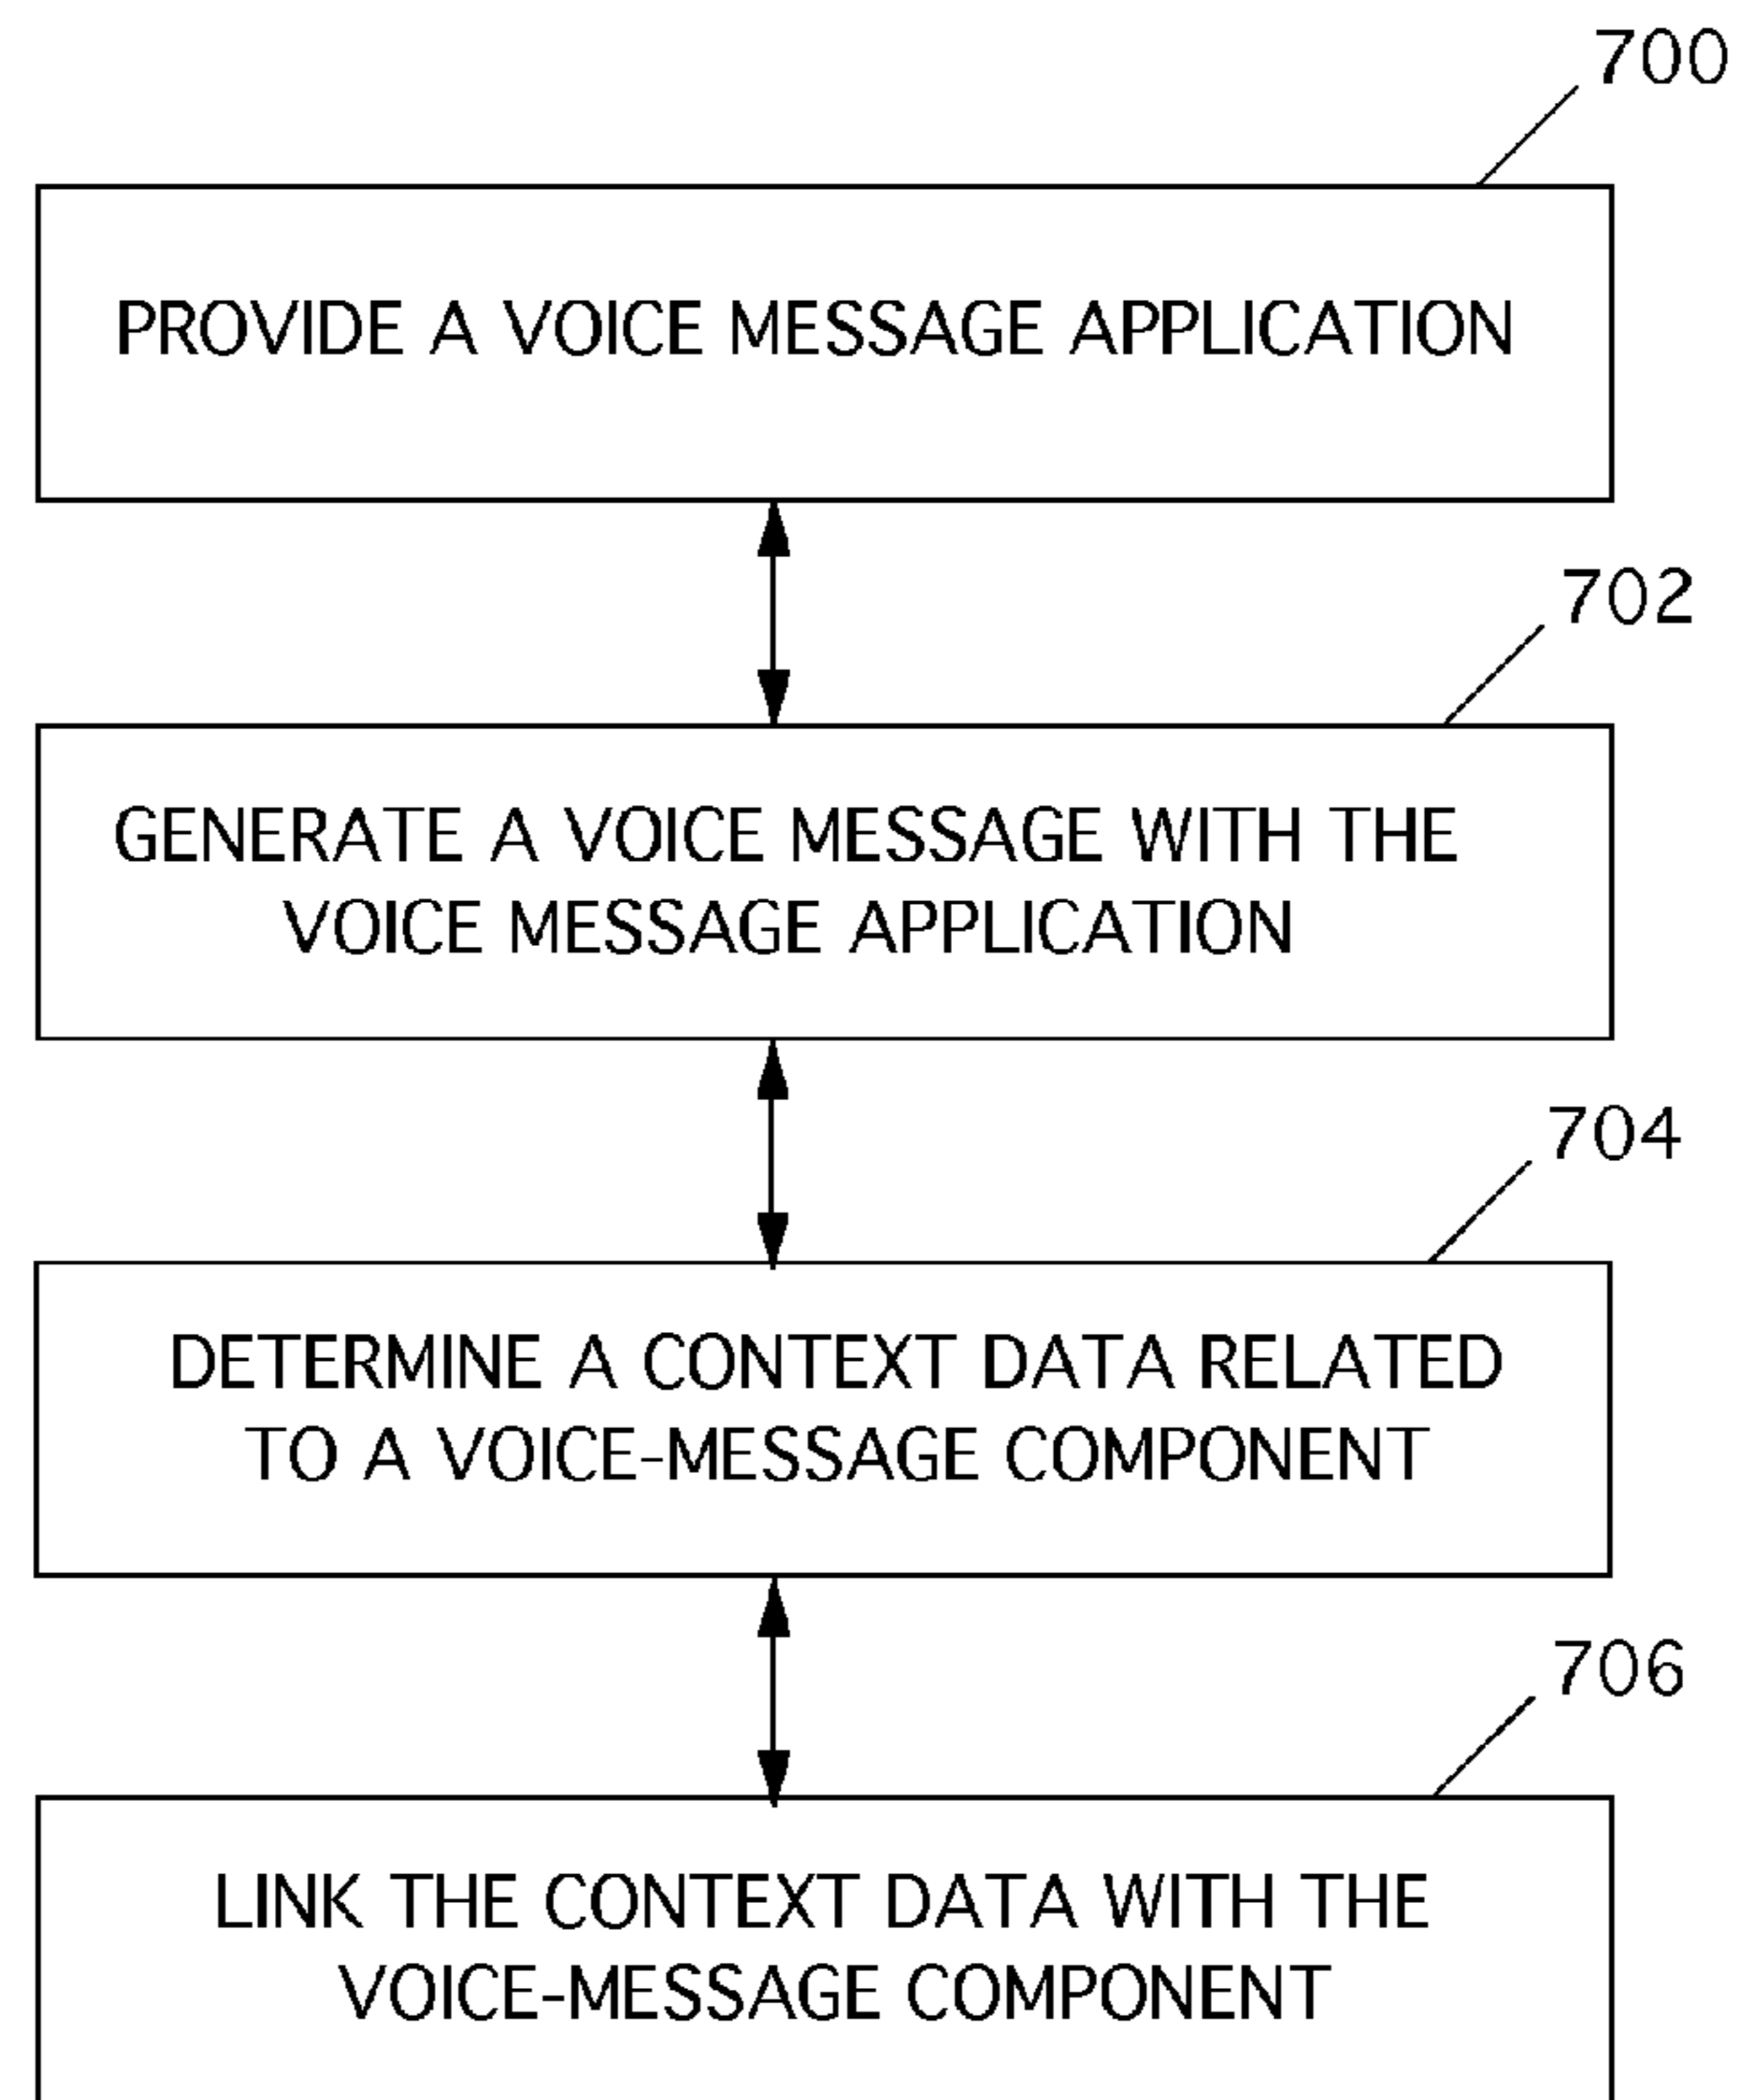 700
PROVIDE A VOICE MESSAGE APPLICATION
702
GENERATE A VOICE MESSAGE WITH THE
VOICE MESSAGE APPLICATION
704
DETERMINE A CONTEXT DATA RELATED
TO A VOICE-MESSAGE COMPONENT
706
LINK THE CONTEXT DATA WITH THE
VOICE-MESSAGE COMPONENT